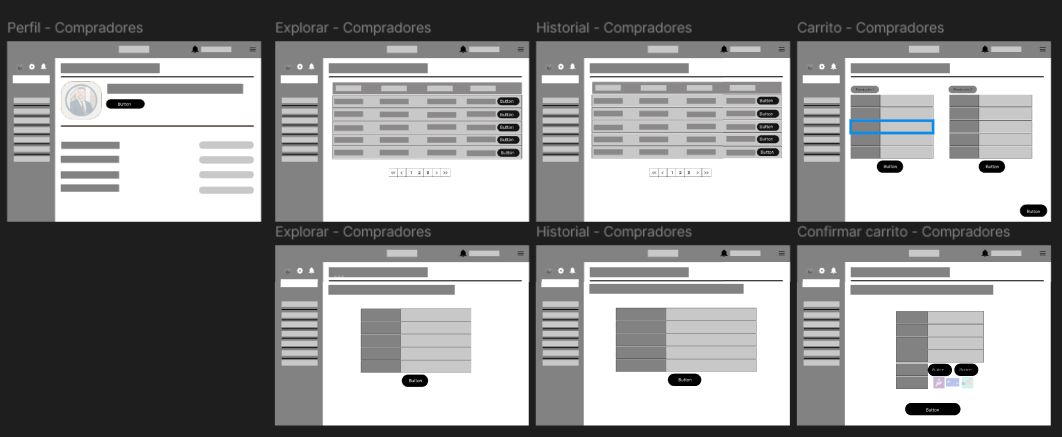 Perfil - Compradores
Explorar - Compradores
Historial - Compradores
Carrito - Compradores
Button
Button
Button
Button
Button
Button
<< < 1 2 3 > >>
Button
Button
Button
Button
Button
<< < 1 2 3 > >>
Button
Button
Button
Explorar - Compradores
Historial - Compradores
Confirmar carrito - Compradores
Button
Button
Button
Button
Button